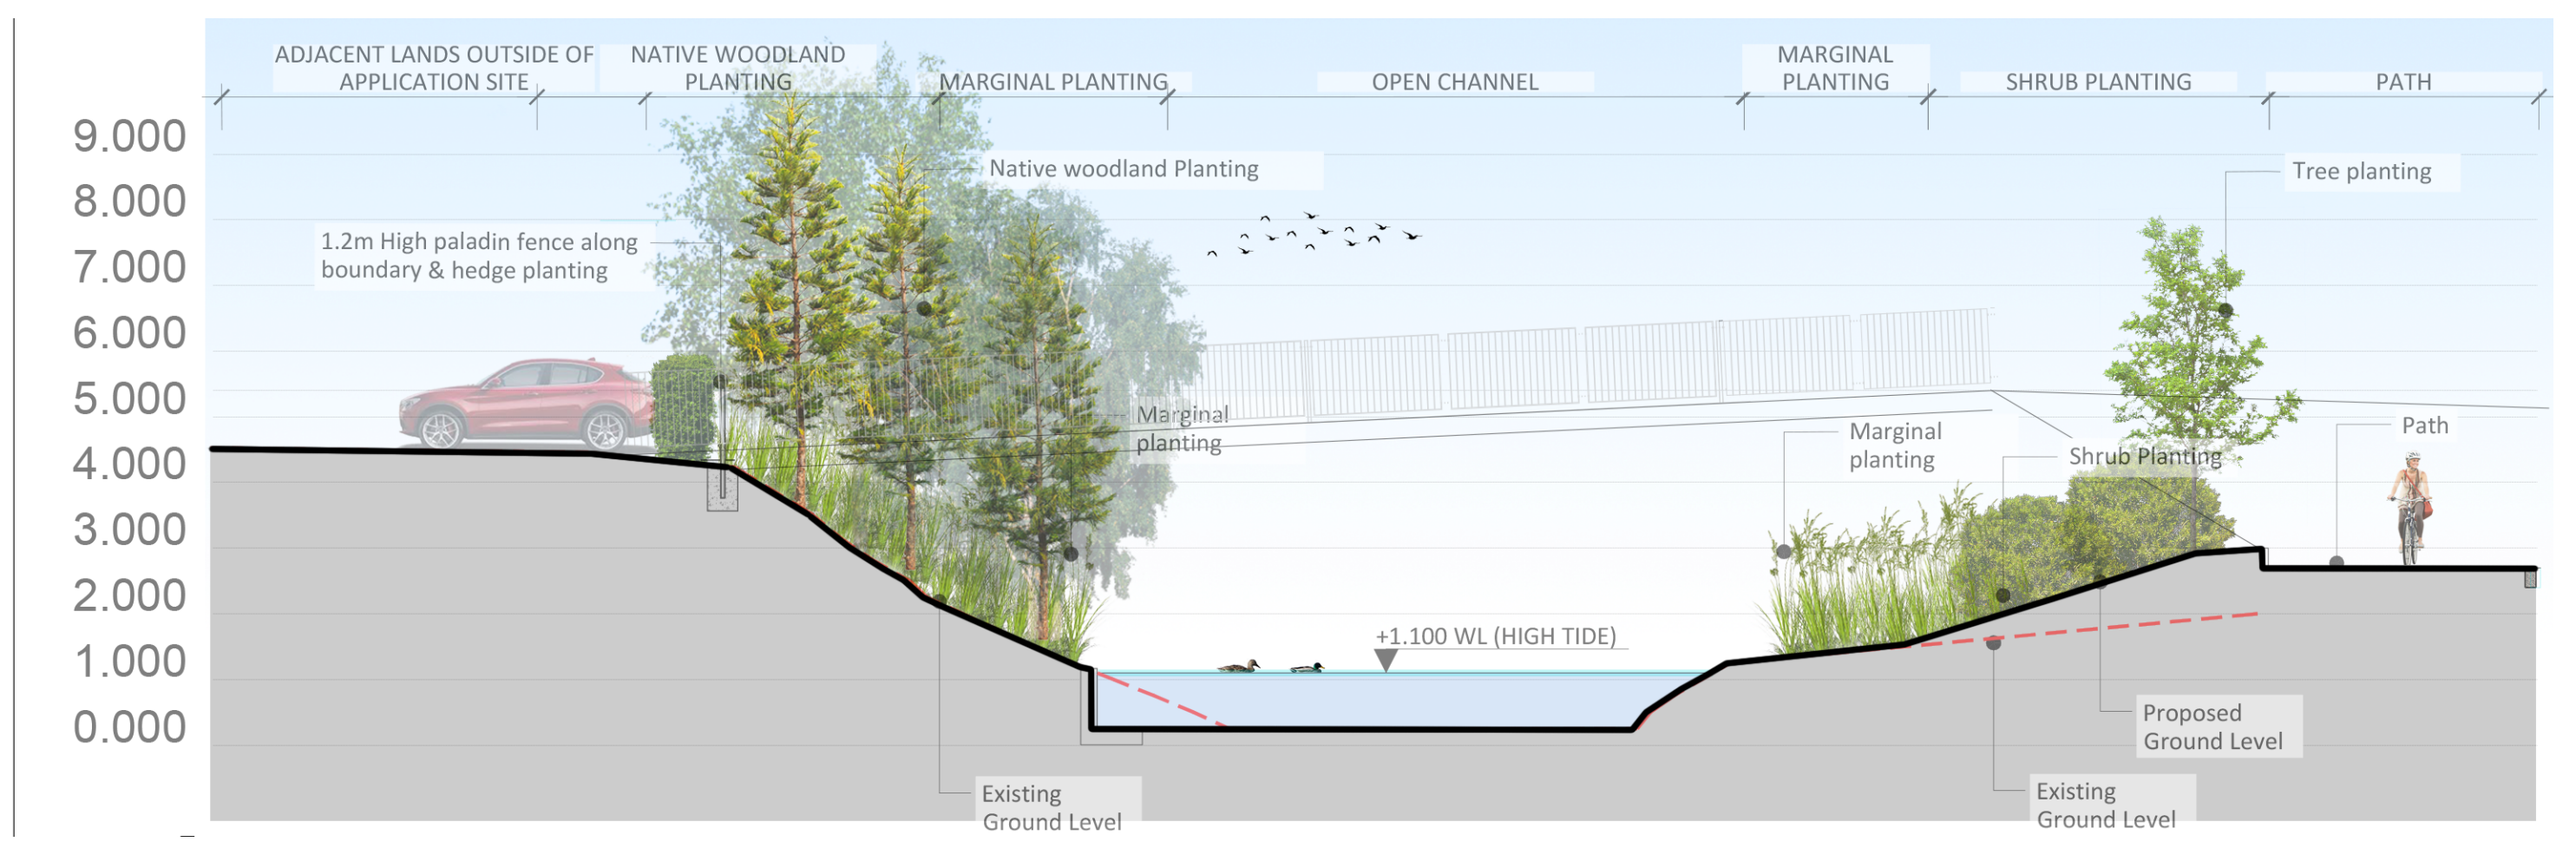 ADJACENT LANDS OUTSIDE OF
APPLICATION SITE
NATIVE WOODLAND
PLANTING
MARGINAL PLANTING
OPEN CHANNEL
MARGINAL
PLANTING
SHRUB PLANTING
PATH
9.000
8.000
7.000
6.000
5.000
4.000
3.000
2.000
1.000
0.000
Native woodland Planting
Tree planting
1.2m High paladin fence along
boundary & hedge planting
Marginal
planting
Marginal
planting
Shrub Planting
Path
+1.100 WL (HIGH TIDE)
Proposed
Ground Level
Existing
Ground Level
Existing
Ground Level